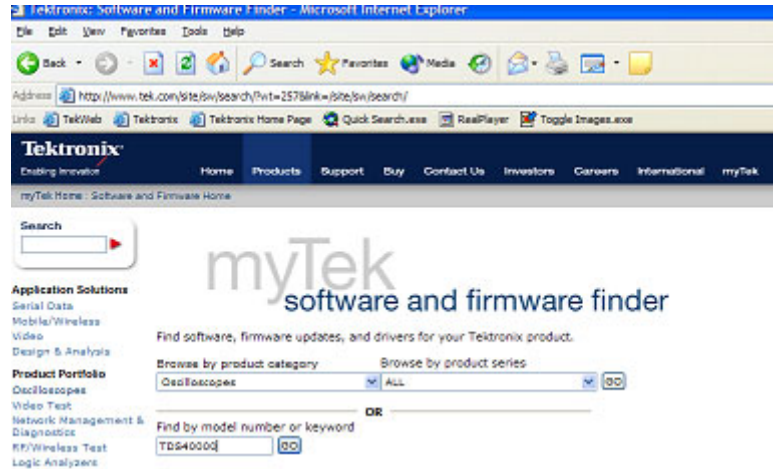 Tektronix: Software and Firmware Finder - Microsoft Internet Explorer
File Edit View Favorites Tools Help
Back Search Favorites Media
Address http://www.tek.com/site/sw/search/?wt=257&link=/site/sw/search/
Links TekWeb Tektronix Tektronix Home Page Quick Search.exe RealPlayer Toggle Images.exe
Tektronix
Enabling Innovation
Home Products Support Buy Contact Us Investors Careers International myTek
myTek Home : Software and Firmware Home
Search
myTek
software and firmware finder
Application Solutions
Serial Data
Mobile/Wireless
Video
Design & Analysis
Product Portfolio
Oscilloscopes
Video Test
Network Management &
Diagnostics
RF/Wireless Test
Logic Analyzers
Find software, firmware updates, and drivers for your Tektronix product.
Browse by product category Browse by product series
Oscilloscopes ALL GO
OR
Find by model number or keyword
TDS4000C GO